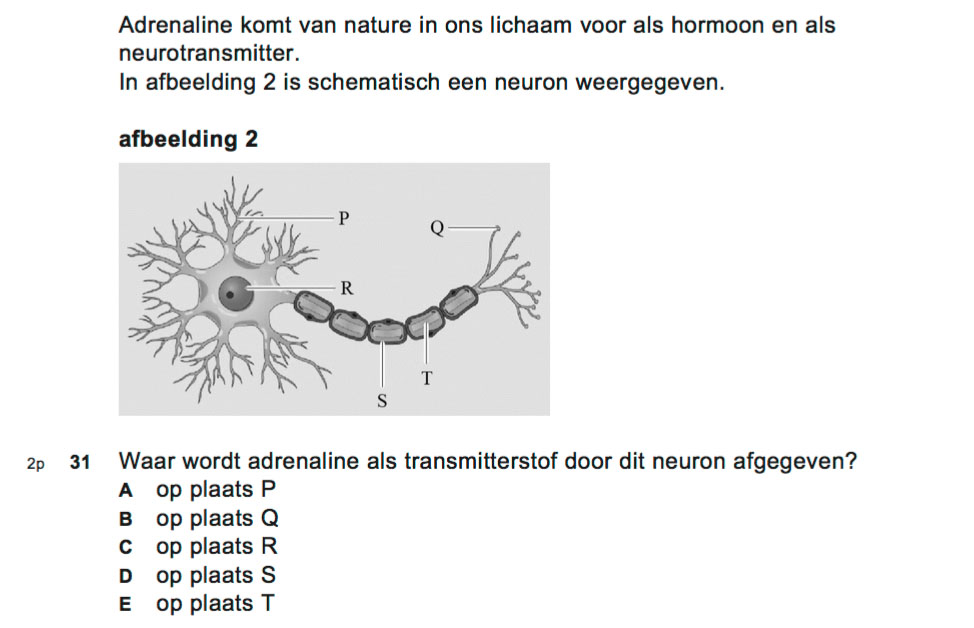 Adrenaline komt van nature in ons lichaam voor als hormoon en als
neurotransmitter.
In afbeelding 2 is schematisch een neuron weergegeven.
afbeelding 2
P
Q
R
T
S
2p 31 Waar wordt adrenaline als transmitterstof door dit neuron afgegeven?
A op plaats P
B op plaats Q
C op plaats R
D op plaats S
E op plaats T